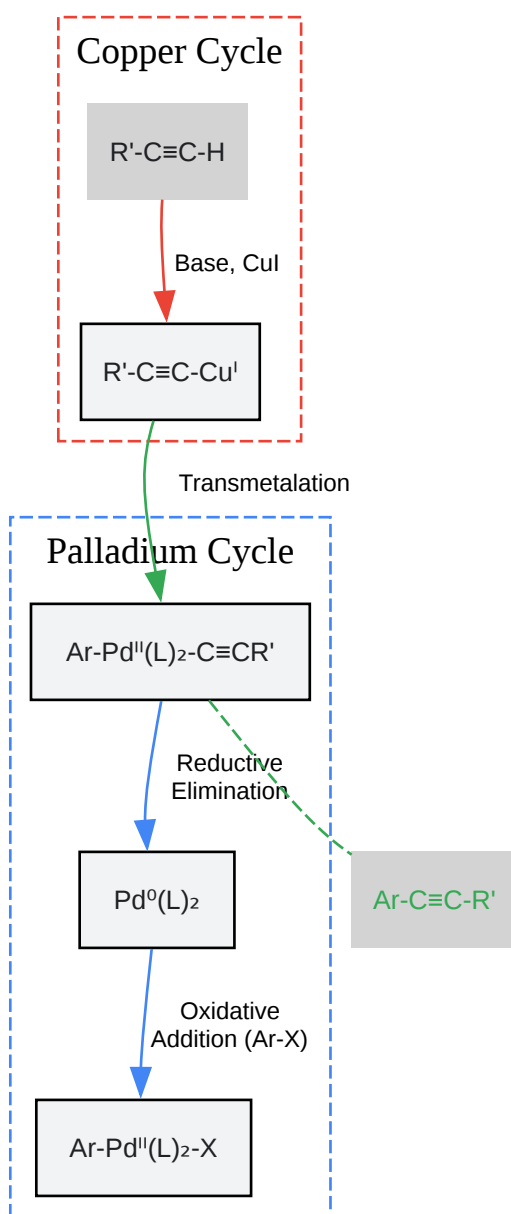 Copper Cycle
R'-C≡C-H
Base, CuI
R'-C≡C-Cuᴵ
Transmetalation
Palladium Cycle
Ar-Pdᴵᴵ(L)₂-C≡CR'
Reductive
Elimination
Pd⁰(L)₂
Ar-C≡C-R'
Oxidative
Addition (Ar-X)
Ar-Pdᴵᴵ(L)₂-X